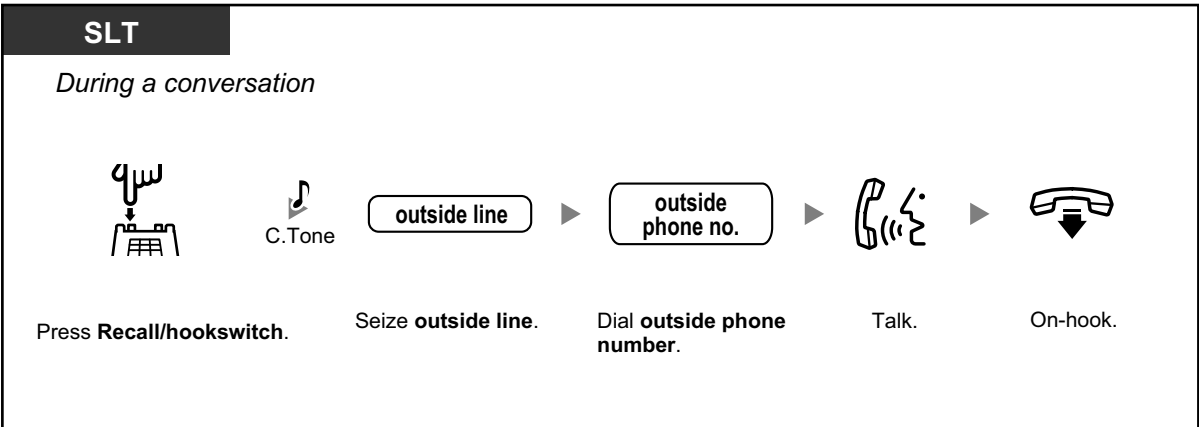 SLT
During a conversation
C.Tone
outside line
outside
phone no.
Press Recall/hookswitch.
Seize outside line.
Dial outside phone
number.
Talk.
On-hook.